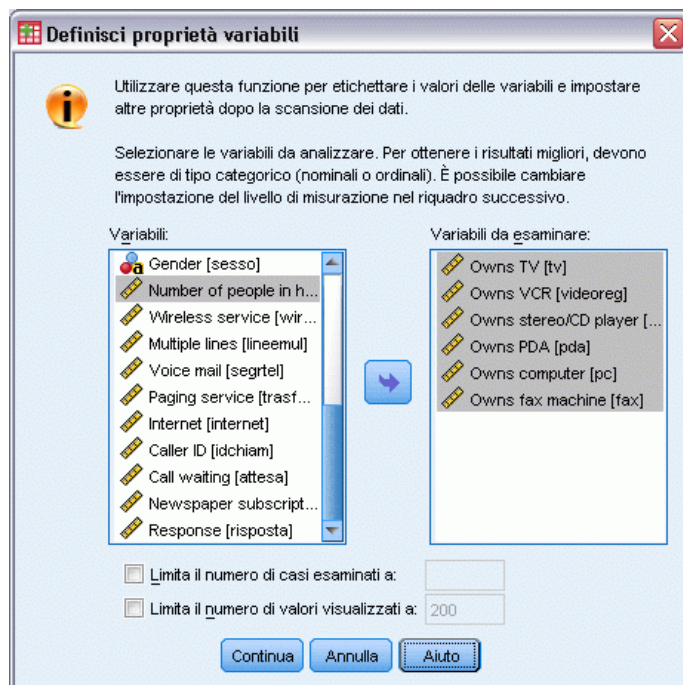 Definisci proprietà variabili
Utilizzare questa funzione per etichettare i valori delle variabili e impostare
altre proprietà dopo la scansione dei dati.
Selezionare le variabili da analizzare. Per ottenere i risultati migliori, devono
essere di tipo categorico (nominali o ordinali). È possibile cambiare
l'impostazione del livello di misurazione nel riquadro successivo.
Variabili:
Gender [sesso]
Number of people in h...
Wireless service [wir...
Multiple lines [lineemul]
Voice mail [segrtel]
Paging service [trasf...
Internet [internet]
Caller ID [idchiam]
Call waiting [attesa]
Newspaper subscript...
Response [risposta]
Variabili da esaminare:
Owns TV [tv]
Owns VCR [videoreg]
Owns stereo/CD player [...
Owns PDA [pda]
Owns computer [pc]
Owns fax machine [fax]
Limita il numero di casi esaminati a:
Limita il numero di valori visualizzati a: 200
Continua Annulla Aiuto